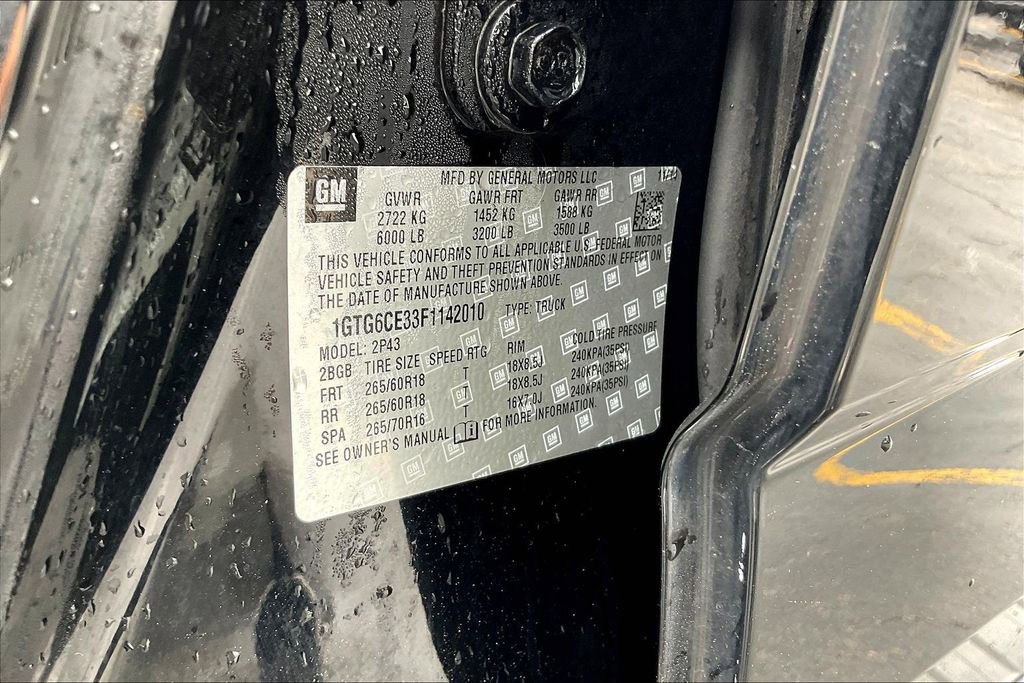 GM
MFD BY GENERAL MOTORS LLC
GVWR GAWR FRT GAWR RR
2722 KG 1452 KG 1588 KG
6000 LB 3200 LB 3500 LB
THIS VEHICLE CONFORMS TO ALL APPLICABLE U.S. FEDERAL MOTOR
VEHICLE SAFETY AND THEFT PREVENTION STANDARDS IN EFFECT ON
THE DATE OF MANUFACTURE SHOWN ABOVE.
1GTG6CE33F1142010 TYPE: TRUCK
MODEL: 2P43
2BGB TIRE SIZE SPEED RTG RIM COLD TIRE PRESSURE
FRT 265/60R18 T 18X8.5J 240KPA(35PSI)
RR 265/60R18 T 18X8.5J 240KPA(35PSI)
SPA 265/70R16 T 16X7.0J 240KPA(35PSI)
SEE OWNER'S MANUAL FOR MORE INFORMATION.